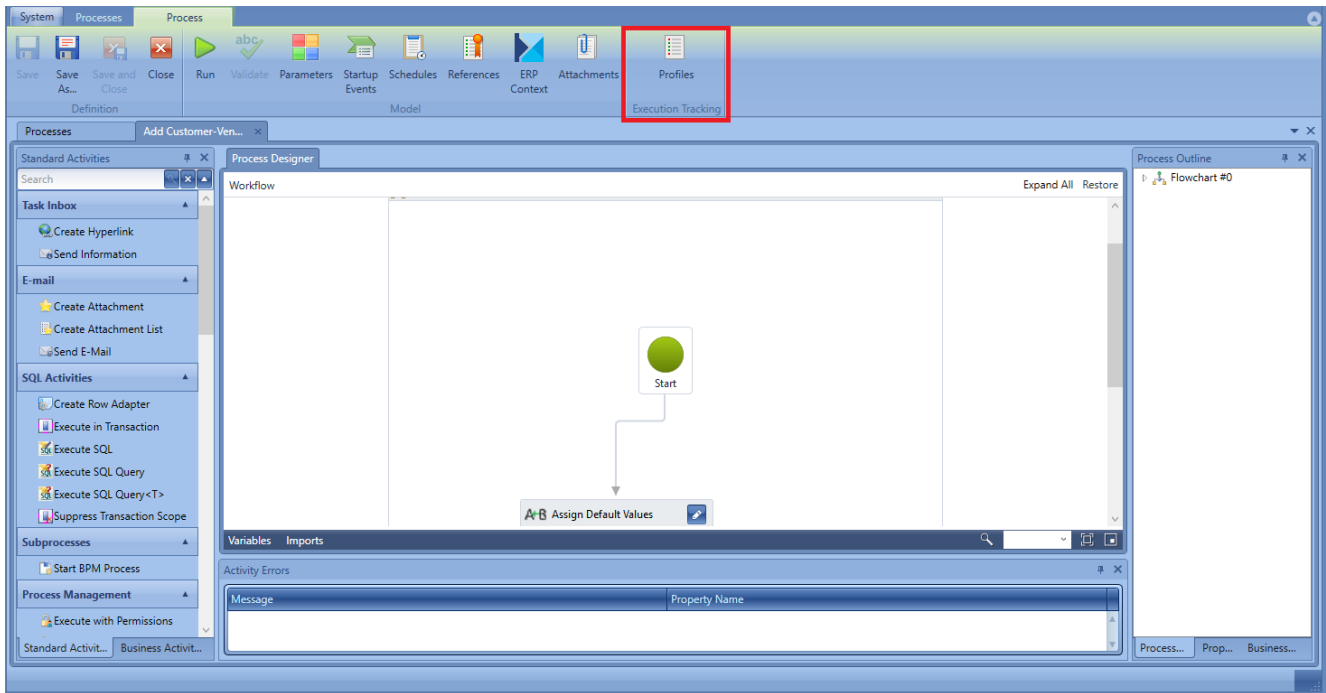 System Processes Process
abc
Save Save As... Save and Close Close Run Validate Parameters Startup Events Schedules References ERP Context Attachments Profiles
Definition Model Execution Tracking
Processes Add Customer-Ven...
Standard Activities
Search
Task Inbox
Create Hyperlink
Send Information
E-mail
Create Attachment
Create Attachment List
Send E-Mail
SQL Activities
Create Row Adapter
Execute in Transaction
Execute SQL
Execute SQL Query
Execute SQL Query<T>
Suppress Transaction Scope
Subprocesses
Start BPM Process
Process Management
Execute with Permissions
Standard Activit... Business Activit...
Process Designer
Workflow Expand All Restore
Start
A+B Assign Default Values
Variables Imports
Activity Errors
Message Property Name
Process Outline
Flowchart #0
Process... Prop... Business...